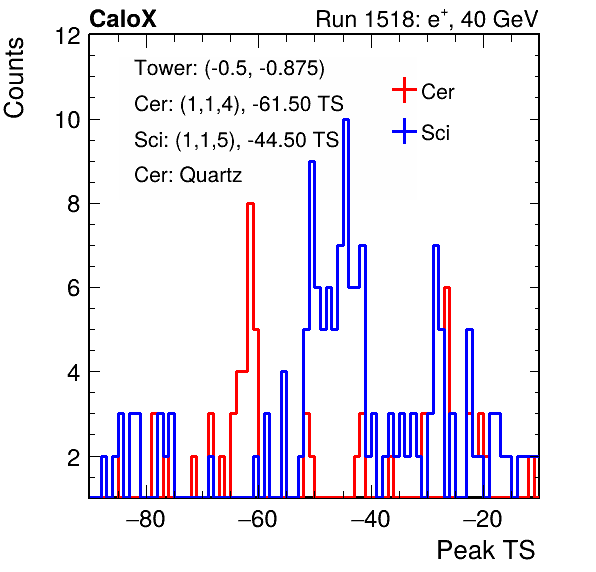 CaloX Run 1518: e⁺, 40 GeV
Counts
12
10
8
6
4
2
Tower: (-0.5, -0.875)
Cer: (1,1,4), -61.50 TS
Sci: (1,1,5), -44.50 TS
Cer: Quartz
Cer
Sci
−80 −60 −40 −20
Peak TS